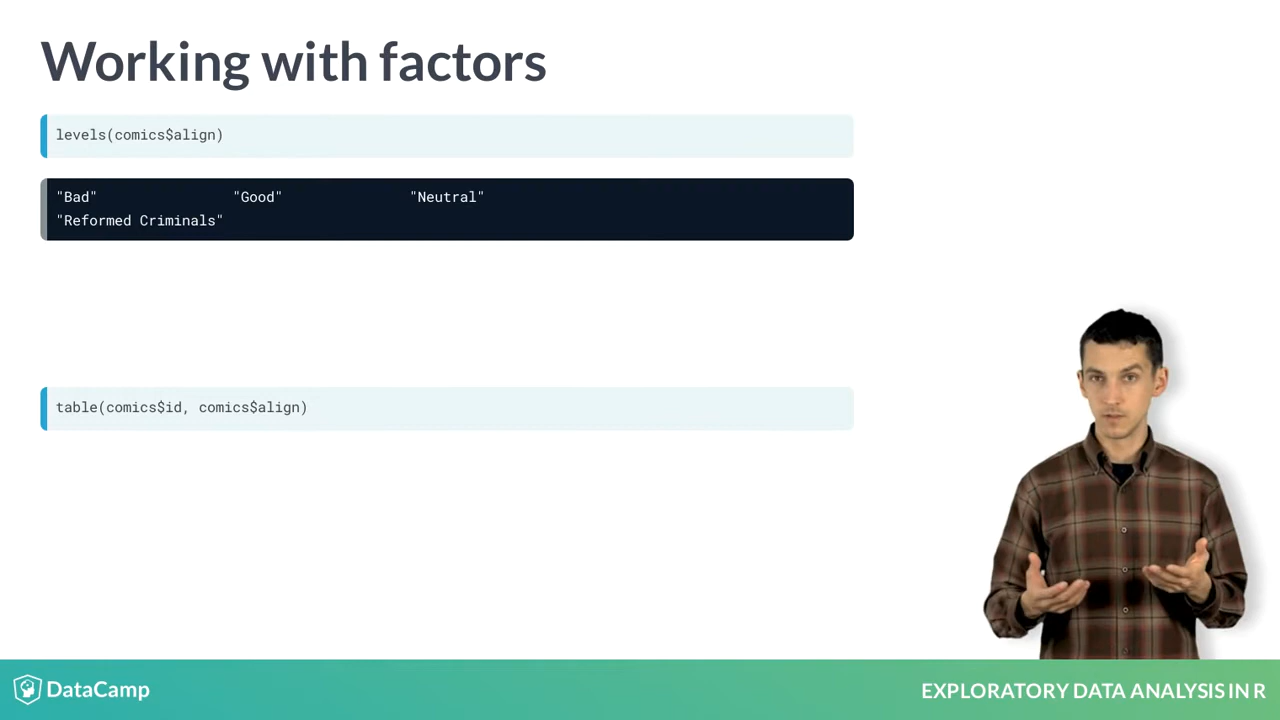 Working with factors
levels(comics$align)
"Bad" "Good" "Neutral"
"Reformed Criminals"
table(comics$id, comics$align)
DataCamp
EXPLORATORY DATA ANALYSIS IN R